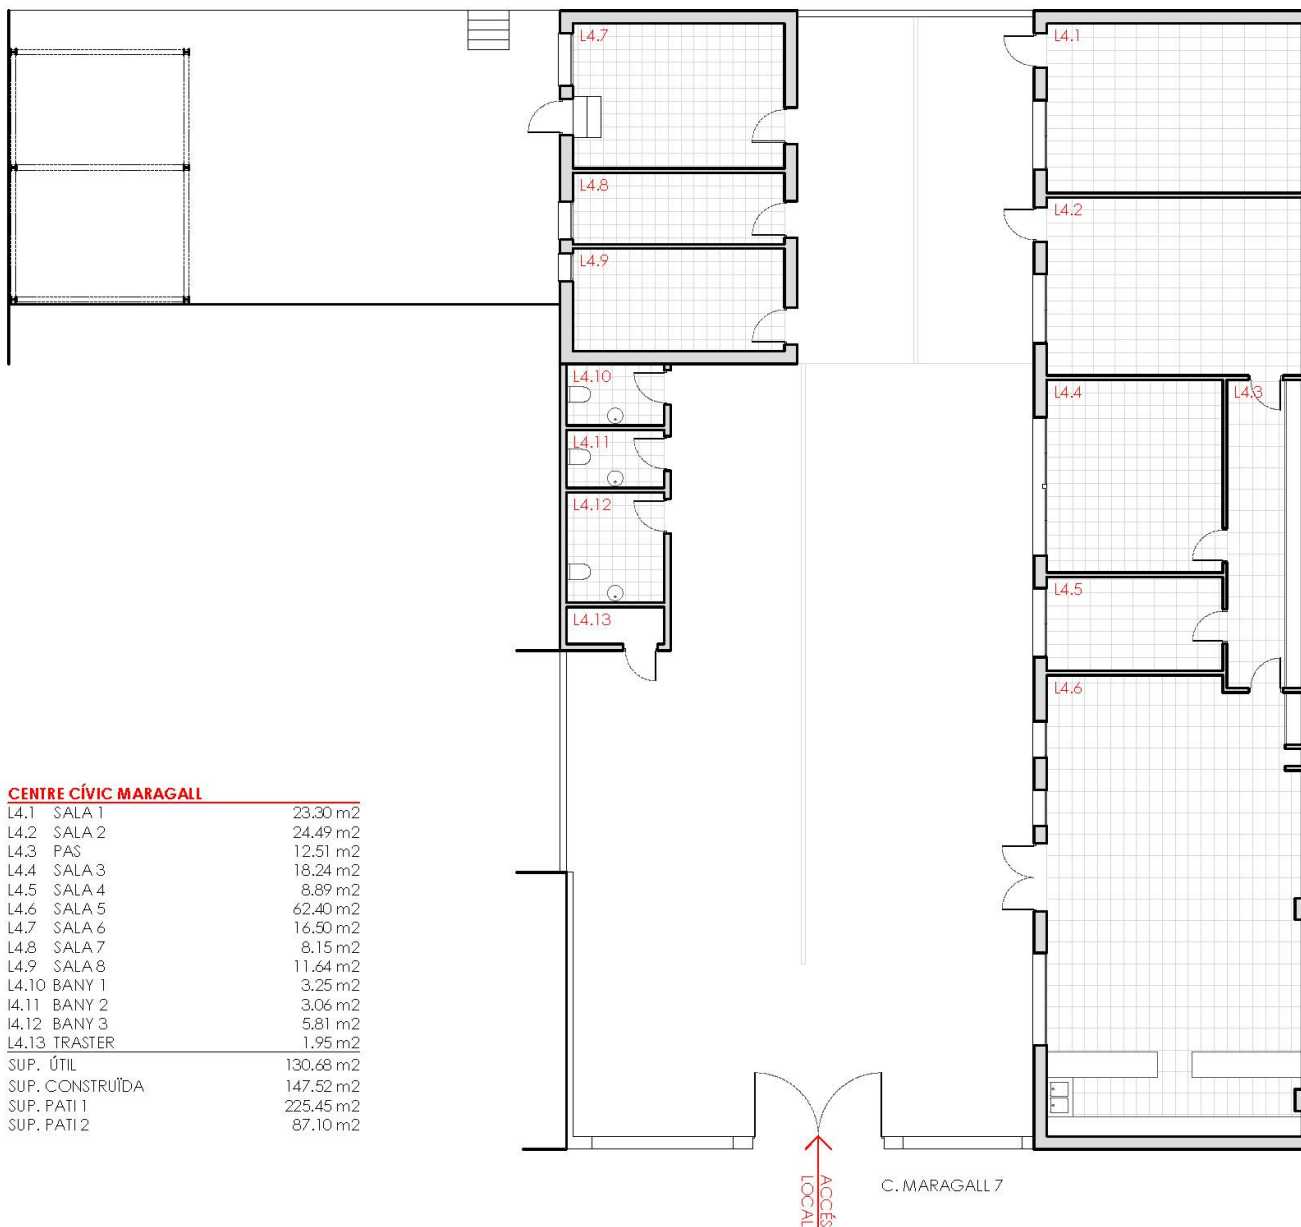 L4.7
L4.1
L4.8
L4.2
L4.9
L4.10
L4.4
L4.3
L4.11
L4.12
L4.5
L4.13
L4.6
CENTRE CÍVIC MARAGALL
L4.1 SALA 1 23.30 m2
L4.2 SALA 2 24.49 m2
L4.3 PAS 12.51 m2
L4.4 SALA 3 18.24 m2
L4.5 SALA 4 8.89 m2
L4.6 SALA 5 62.40 m2
L4.7 SALA 6 16.50 m2
L4.8 SALA 7 8.15 m2
L4.9 SALA 8 11.64 m2
L4.10 BANY 1 3.25 m2
l4.11 BANY 2 3.06 m2
l4.12 BANY 3 5.81 m2
L4.13 TRASTER 1.95 m2
SUP. ÚTIL 130.68 m2
SUP. CONSTRUÏDA 147.52 m2
SUP. PATI 1 225.45 m2
SUP. PATI 2 87.10 m2
ACCÉS
LOCAL
C. MARAGALL 7